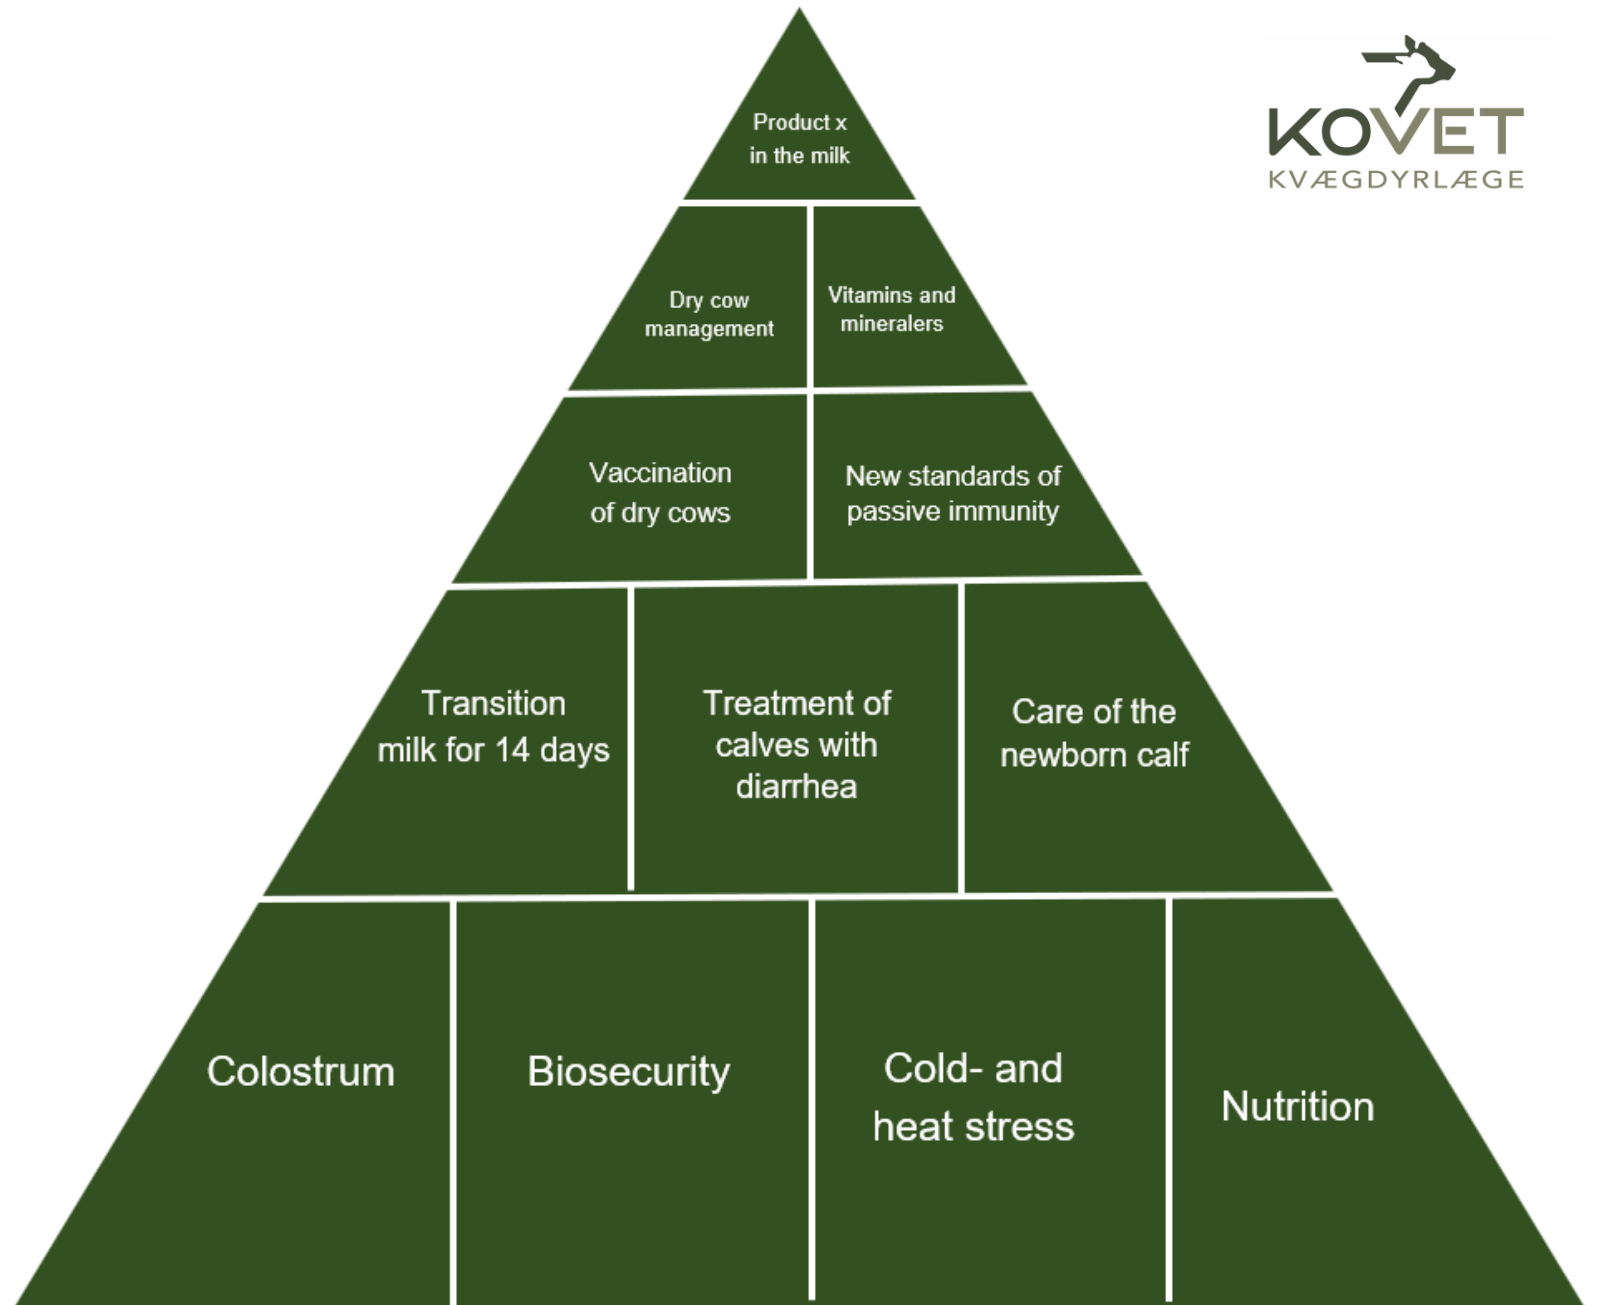 Product x
in the milk
KOVET
KVÆGDYRLÆGE
Dry cow
management
Vitamins and
mineralers
Vaccination
of dry cows
New standards of
passive immunity
Transition
milk for 14 days
Treatment of
calves with
diarrhea
Care of the
newborn calf
Colostrum
Biosecurity
Cold- and
heat stress
Nutrition